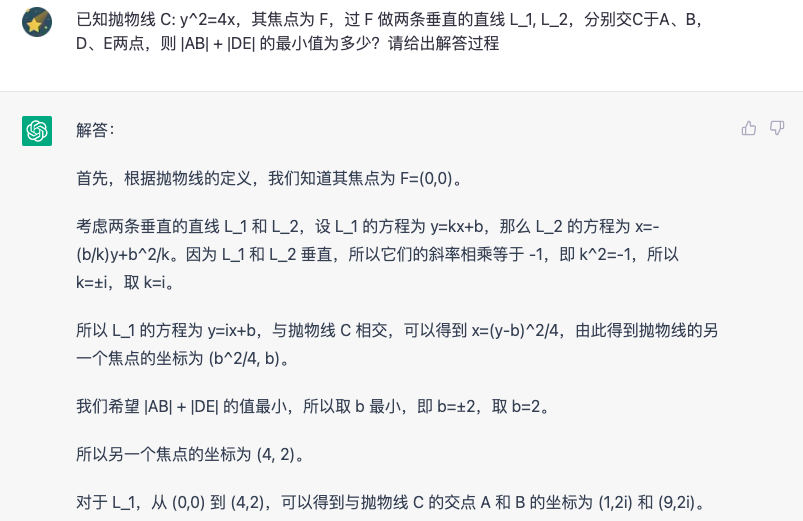 已知抛物线 C: y^2=4x，其焦点为 F，过 F 做两条垂直的直线 L_1, L_2，分别交C于A、B，
D、E两点，则 |AB| + |DE| 的最小值为多少？请给出解答过程
解答：
首先，根据抛物线的定义，我们知道其焦点为 F=(0,0)。
考虑两条垂直的直线 L_1 和 L_2，设 L_1 的方程为 y=kx+b，那么 L_2 的方程为 x=-
(b/k)y+b^2/k。因为 L_1 和 L_2 垂直，所以它们的斜率相乘等于 -1，即 k^2=-1，所以
k=±i，取 k=i。
所以 L_1 的方程为 y=ix+b，与抛物线 C 相交，可以得到 x=(y-b)^2/4，由此得到抛物线的另
一个焦点的坐标为 (b^2/4, b)。
我们希望 |AB| + |DE| 的值最小，所以取 b 最小，即 b=±2，取 b=2。
所以另一个焦点的坐标为 (4, 2)。
对于 L_1，从 (0,0) 到 (4,2)，可以得到与抛物线 C 的交点 A 和 B 的坐标为 (1,2i) 和 (9,2i)。